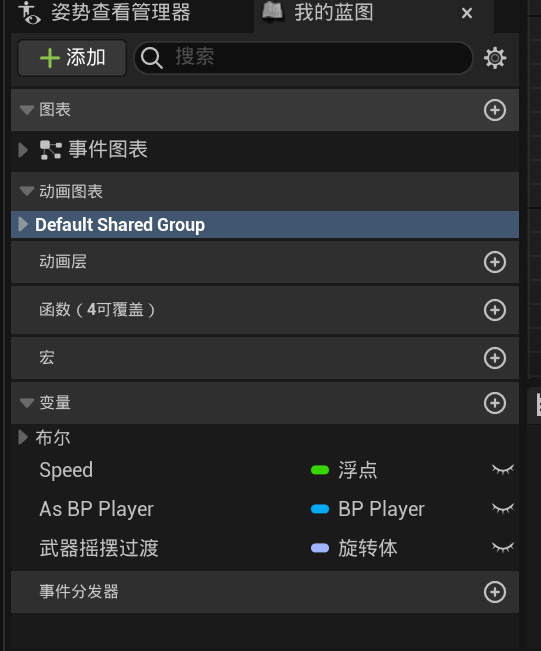 姿势查看管理器 我的蓝图
添加 搜索
图表
事件图表
动画图表
Default Shared Group
动画层
函数（4可覆盖）
宏
变量
布尔
Speed 浮点
As BP Player BP Player
武器摇摆过渡 旋转体
事件分发器